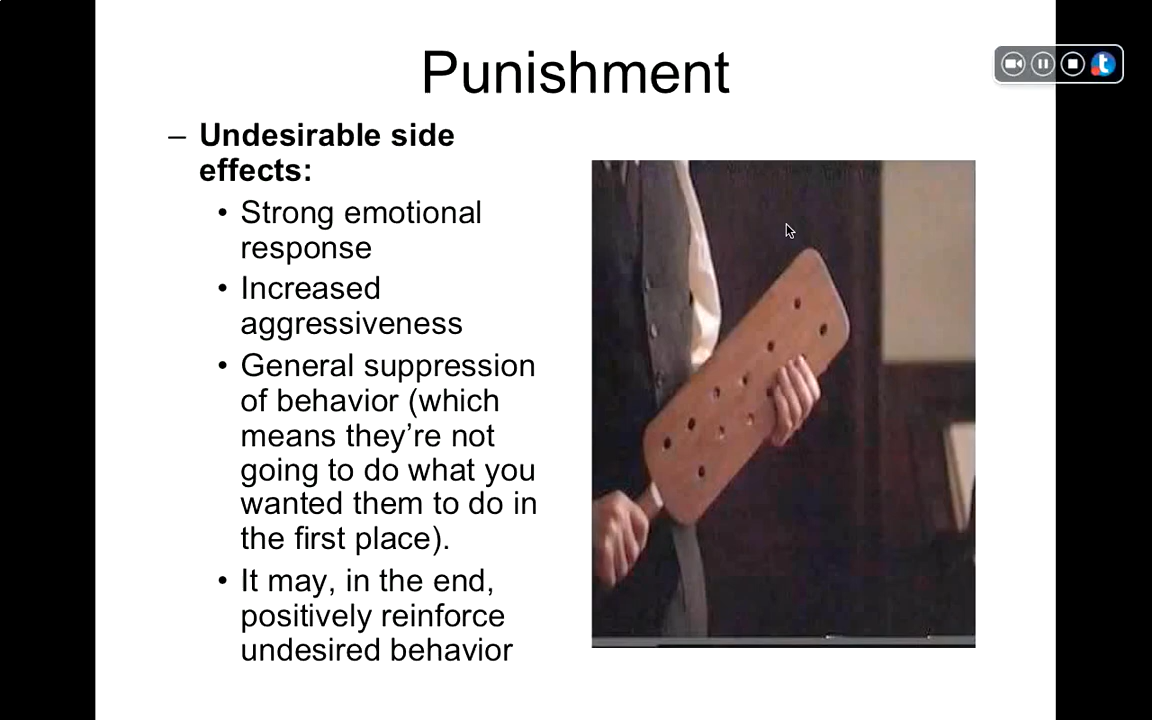 Punishment
– Undesirable side
effects:
• Strong emotional
response
• Increased
aggressiveness
• General suppression
of behavior (which
means they’re not
going to do what you
wanted them to do in
the first place).
• It may, in the end,
positively reinforce
undesired behavior
t